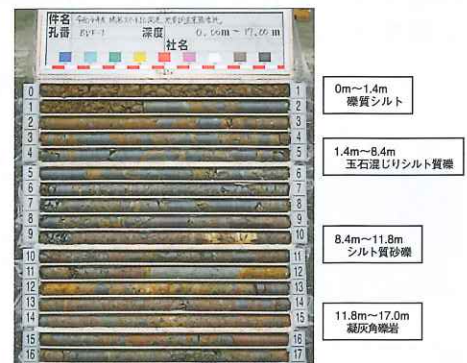 件名
孔番 BVF-1 深度 0.00m～17.00m
社名
0 1
1 2
2 3
3 4
4 5
5 6
6 7
7 8
8 9
9 10
10 11
11 12
12 13
13 14
14 15
15 16
16 17
0m～1.4m
礫質シルト
1.4m～8.4m
玉石混じりシルト質礫
8.4m～11.8m
シルト質砂礫
11.8m～17.0m
凝灰角礫岩